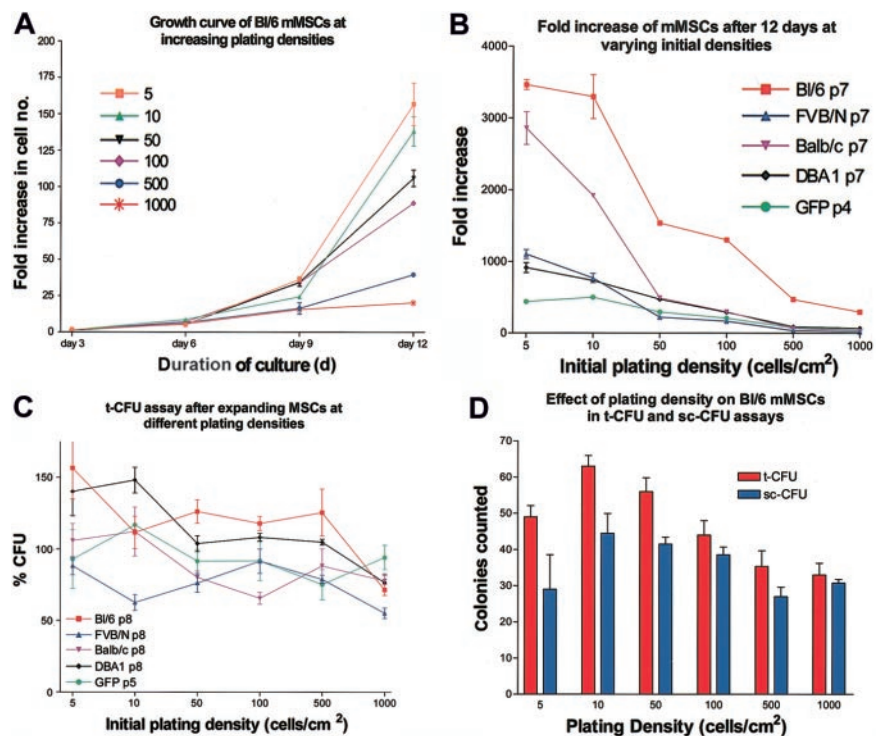 A
Growth curve of Bl/6 mMSCs at
increasing plating densities
200
175
150
125
100
75
50
25
0
Fold increase in cell no.
5
10
50
100
500
1000
day 3
day 6
day 9
day 12
Duration of culture (d)
B
Fold increase of mMSCs after 12 days at
varying initial densities
4000
3000
2000
1000
0
Fold increase
Bl/6 p7
FVB/N p7
Balb/c p7
DBA1 p7
GFP p4
5
10
50
100
500
1000
Initial plating density (cells/cm²)
C
t-CFU assay after expanding MSCs at
different plating densities
150
100
50
0
% CFU
Bl/6 p8
FVB/N p8
Balb/c p8
DBA1 p8
GFP p5
5
10
50
100
500
1000
Initial plating density (cells/cm ²)
D
Effect of plating density on Bl/6 mMSCs
in t-CFU and sc-CFU assays
70
60
50
40
30
20
10
0
Colonies counted
t-CFU
sc-CFU
5
10
50
100
500
1000
Plating Density (cells/cm²)